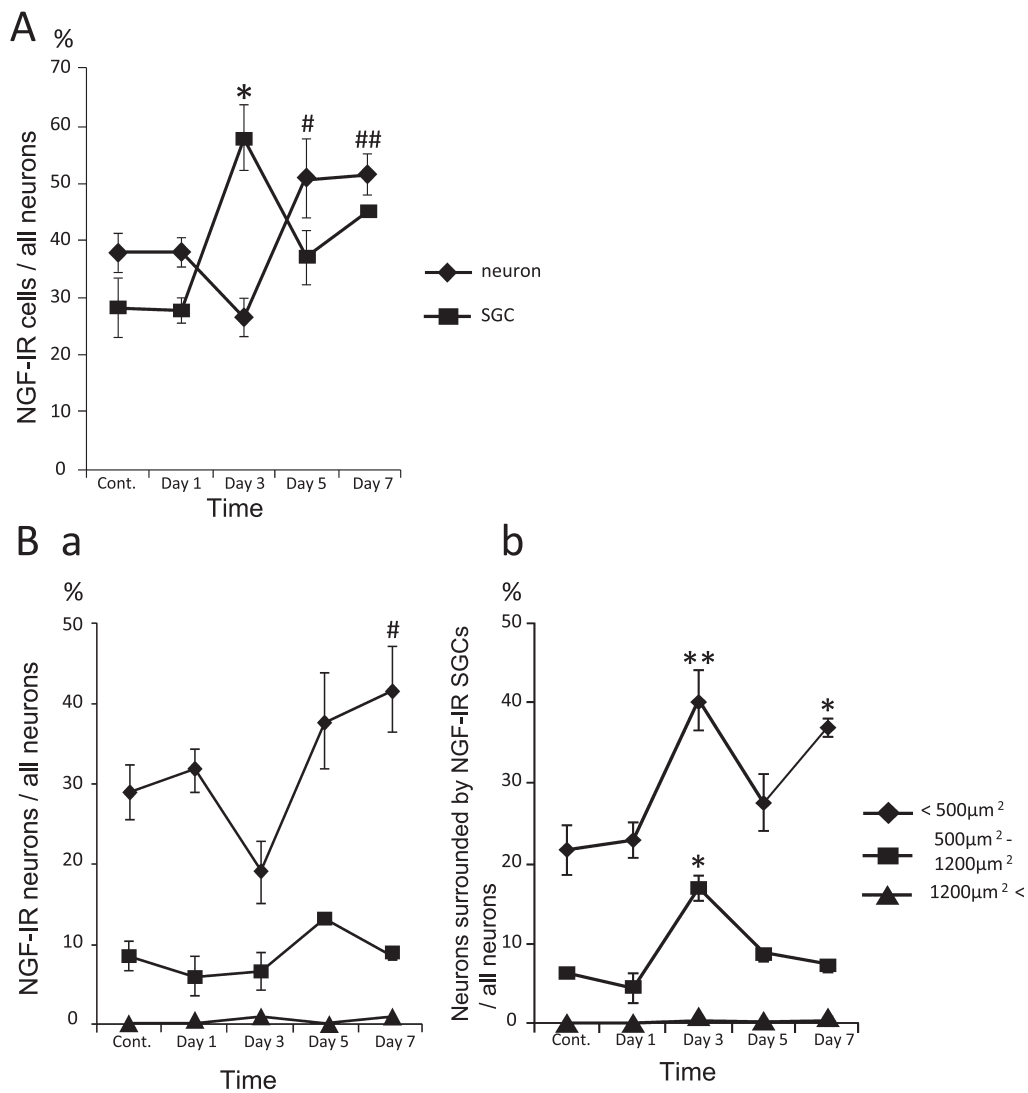 A
%
70
60
50
40
30
20
10
0
NGF-IR cells / all neurons
*
#
##
Cont. Day 1 Day 3 Day 5 Day 7
Time
neuron
SGC
B a
%
50
40
30
20
10
0
NGF-IR neurons / all neurons
#
Cont. Day 1 Day 3 Day 5 Day 7
Time
b
%
50
40
30
20
10
0
Neurons surrounded by NGF-IR SGCs
/ all neurons
**
*
*
Cont. Day 1 Day 3 Day 5 Day 7
Time
< 500µm²
500µm² -
1200µm²
1200µm² <